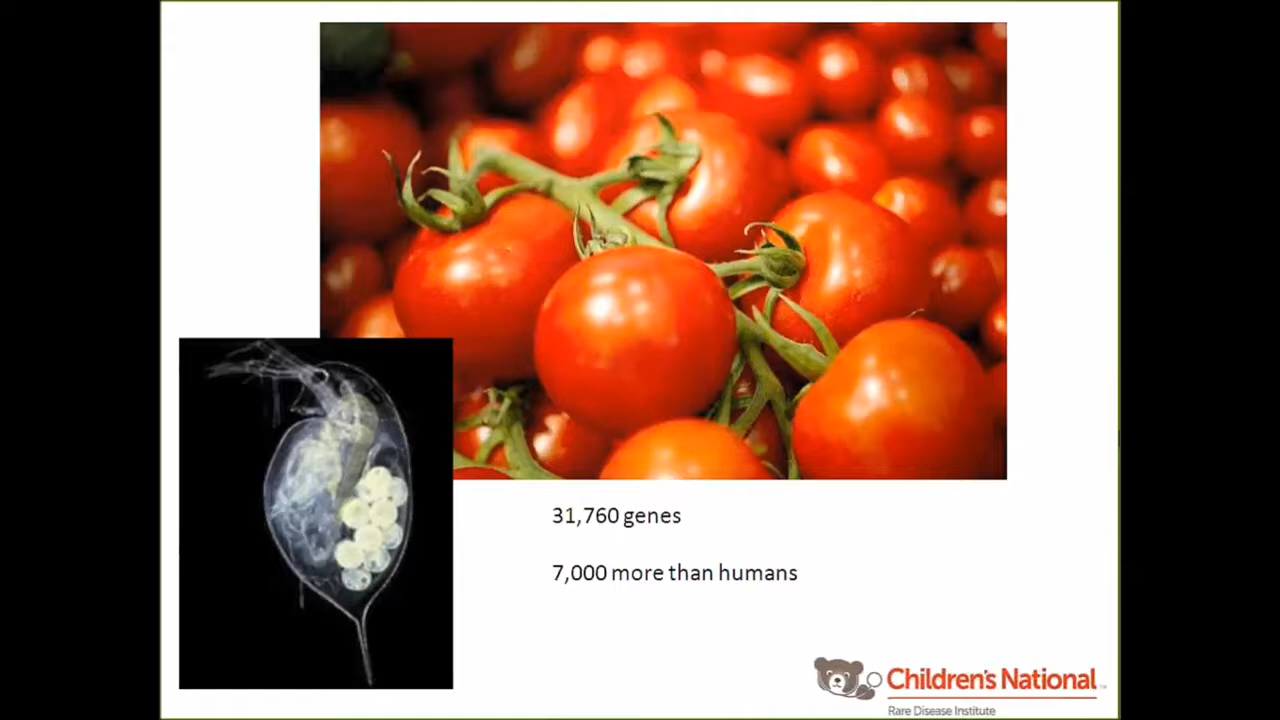 31,760 genes
7,000 more than humans
Children's National
Rare Disease Institute